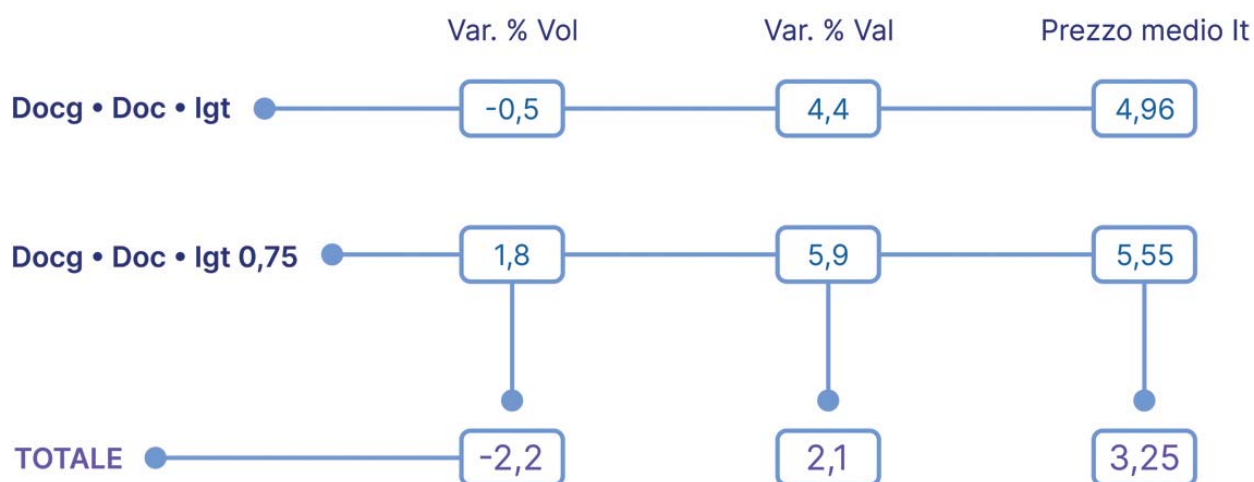 Var. % Vol Var. % Val Prezzo medio lt
Docg • Doc • Igt -0,5 4,4 4,96
Docg • Doc • Igt 0,75 1,8 5,9 5,55
TOTALE -2,2 2,1 3,25